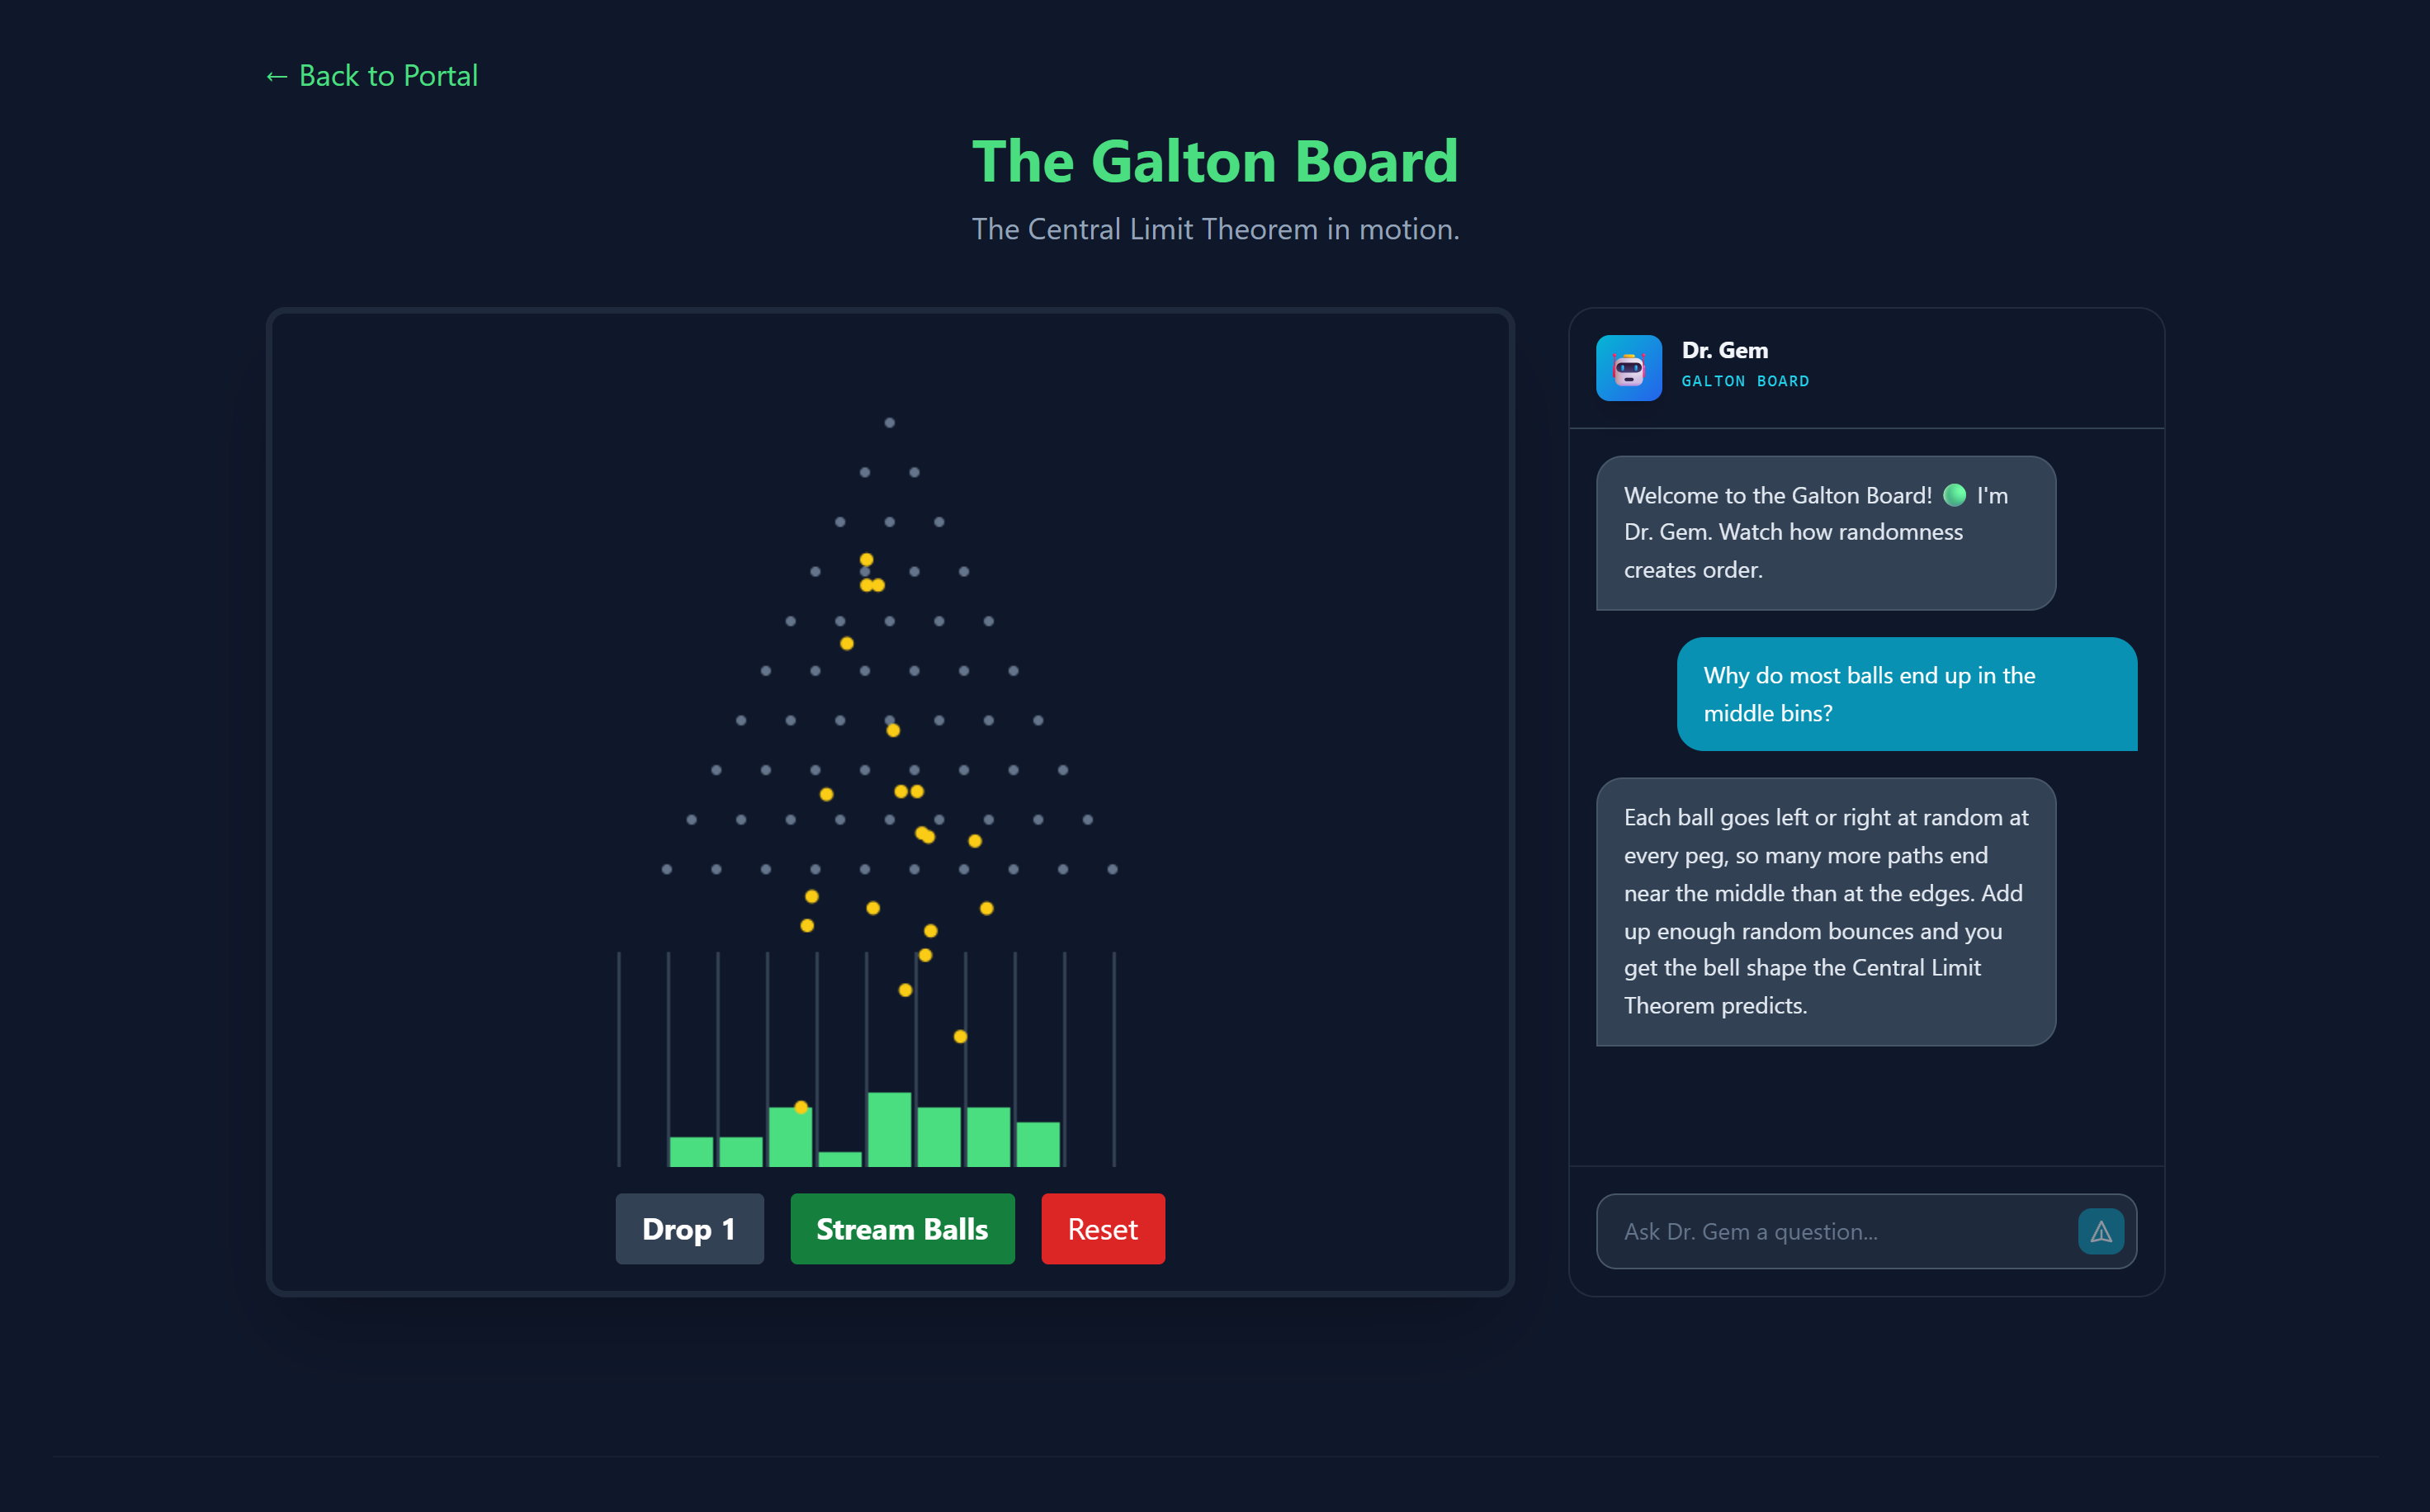 ← Back to Portal
The Galton Board
The Central Limit Theorem in motion.
Dr. Gem
GALTON BOARD
Welcome to the Galton Board! I'm
Dr. Gem. Watch how randomness
creates order.
Why do most balls end up in the
middle bins?
Each ball goes left or right at random at
every peg, so many more paths end
near the middle than at the edges. Add
up enough random bounces and you
get the bell shape the Central Limit
Theorem predicts.
Drop 1
Stream Balls
Reset
Ask Dr. Gem a question...